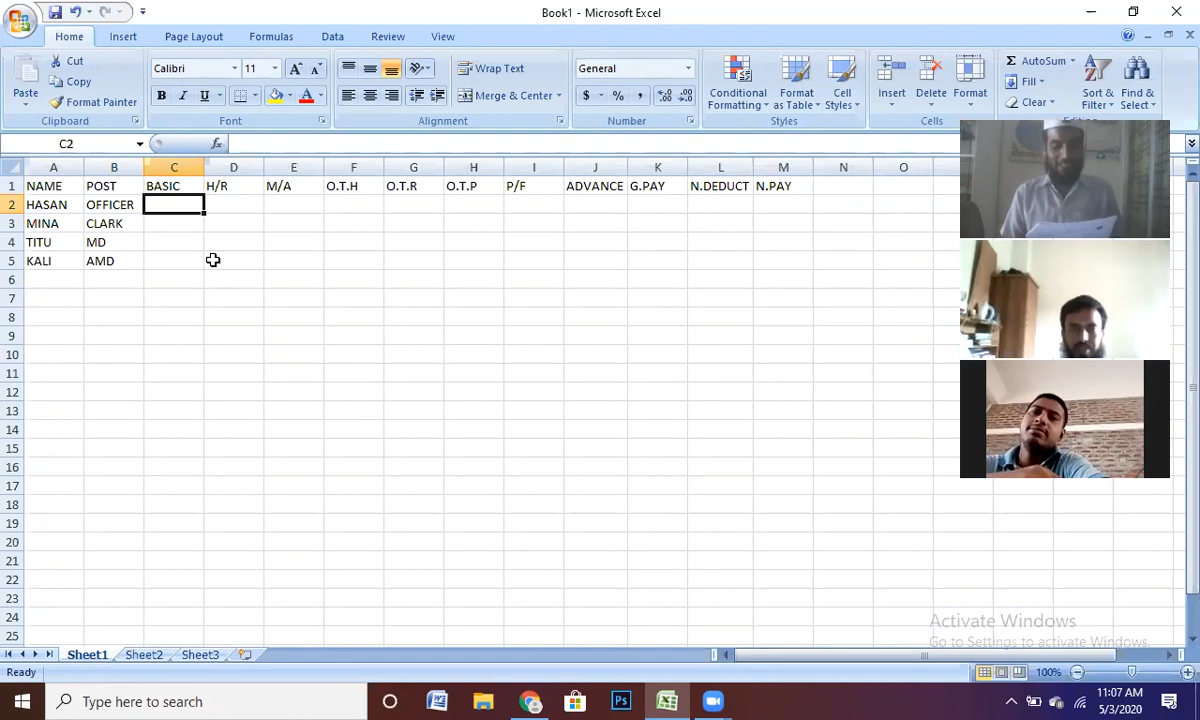 Book1 - Microsoft Excel
Home Insert Page Layout Formulas Data Review View
Paste Cut Copy Format Painter
Clipboard
Calibri 11
B I U A A A
Font
Wrap Text
Merge & Center
Alignment
General
$ % , .0 .00 .00 .0
Number
Conditional Formatting Format as Table Cell Styles
Styles
Insert Delete Format
Cells
Σ AutoSum
Fill
Clear
Sort & Filter Find & Select
C2 fx
A B C D E F G H I J K L M N O
1 NAME POST BASIC H/R M/A O.T.H O.T.R O.T.P P/F ADVANCE G.PAY N.DEDUCT N.PAY
2 HASAN OFFICER
3 MINA CLARK
4 TITU MD
5 KALI AMD
6
7
8
9
10
11
12
13
14
15
16
17
18
19
20
21
22
23
24
25
Activate Windows
Go to Settings to activate Windows.
Sheet1 Sheet2 Sheet3
Ready 100%
Type here to search
11:07 AM
5/3/2020